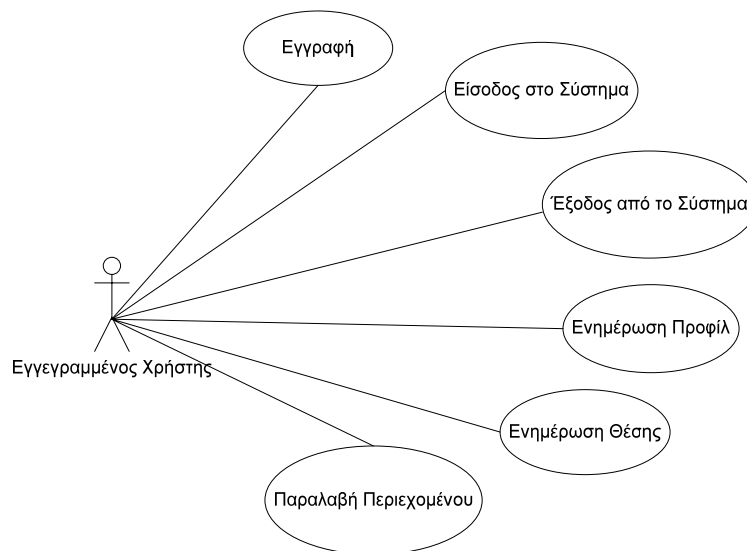 Εγγραφή
Είσοδος στο Σύστημα
Έξοδος από το Σύστημα
Ενημέρωση Προφίλ
Εγγεγραμμένος Χρήστης
Ενημέρωση Θέσης
Παραλαβή Περιεχομένου